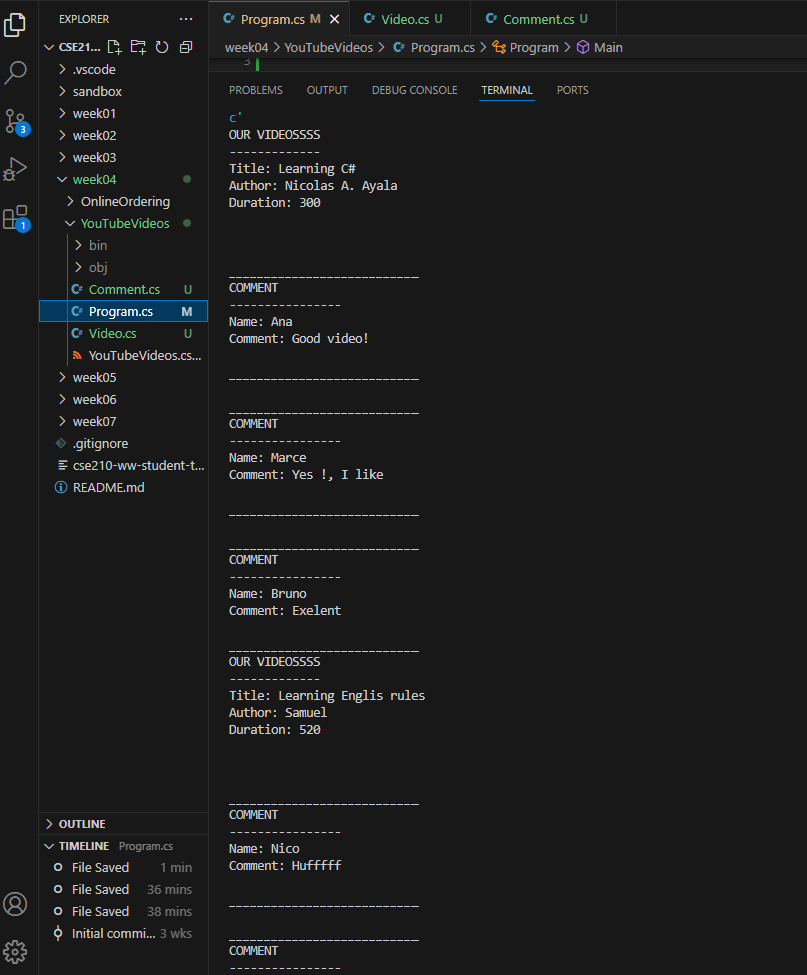 EXPLORER
CSE21...
.vscode
sandbox
week01
week02
week03
week04
OnlineOrdering
YouTubeVideos
bin
obj
C# Comment.cs U
C# Program.cs M
C# Video.cs U
YouTubeVideos.cs...
week05
week06
week07
.gitignore
cse210-ww-student-t...
README.md
OUTLINE
TIMELINE Program.cs
File Saved 1 min
File Saved 36 mins
File Saved 38 mins
Initial commi... 3 wks
3
1
C# Program.cs M
C# Video.cs U
C# Comment.cs U
week04 > YouTubeVideos > C# Program.cs > Program > Main
3
PROBLEMS OUTPUT DEBUG CONSOLE TERMINAL PORTS
c'
OUR VIDEOSSSS
-------------
Title: Learning C#
Author: Nicolas A. Ayala
Duration: 300
___________________________
COMMENT
----------------
Name: Ana
Comment: Good video!
___________________________
___________________________
COMMENT
----------------
Name: Marce
Comment: Yes !, I like
___________________________
___________________________
COMMENT
----------------
Name: Bruno
Comment: Exelent
___________________________
OUR VIDEOSSSS
-------------
Title: Learning Englis rules
Author: Samuel
Duration: 520
___________________________
COMMENT
----------------
Name: Nico
Comment: Hufffff
___________________________
___________________________
COMMENT
----------------